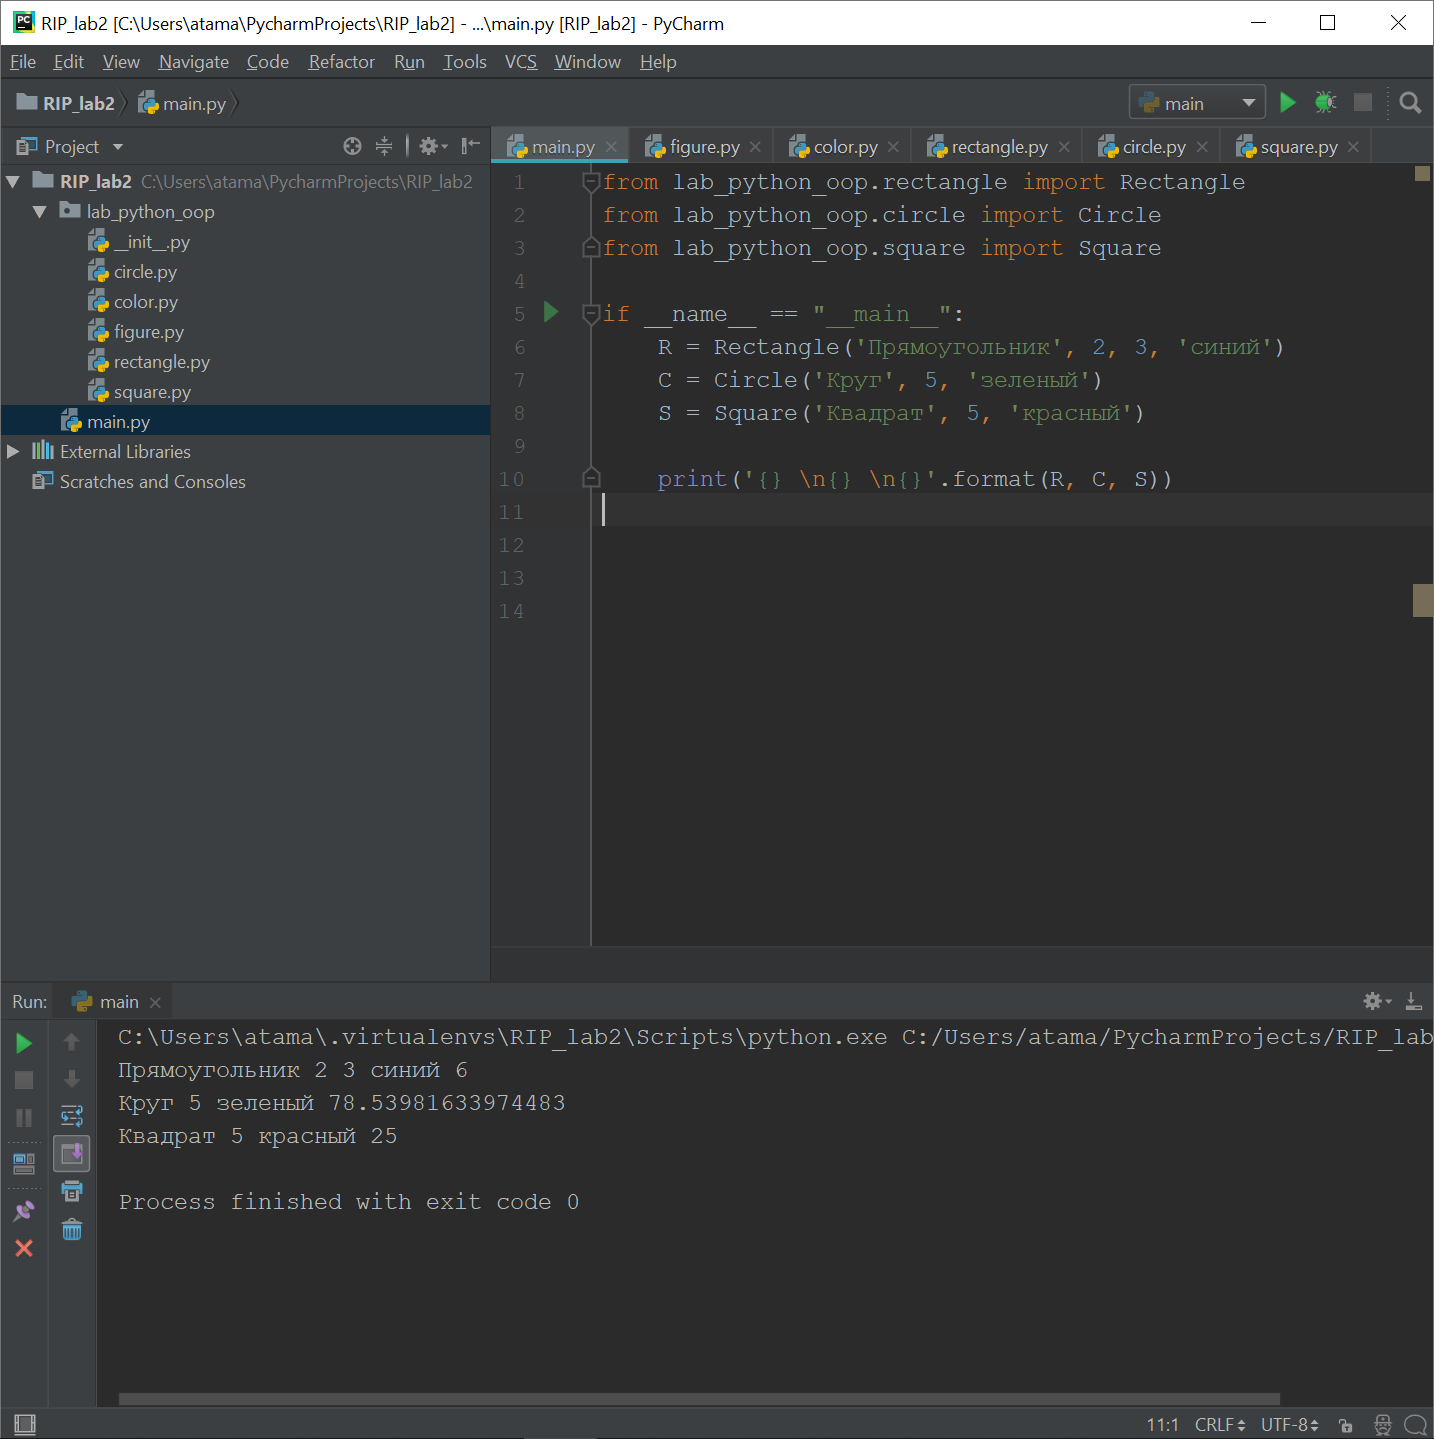 RIP_lab2 [C:\Users\atama\PycharmProjects\RIP_lab2] - ...\main.py [RIP_lab2] - PyCharm
File Edit View Navigate Code Refactor Run Tools VCS Window Help
RIP_lab2 main.py main
Project
main.py figure.py color.py rectangle.py circle.py square.py
RIP_lab2 C:\Users\atama\PycharmProjects\RIP_lab2
lab_python_oop
__init__.py
circle.py
color.py
figure.py
rectangle.py
square.py
main.py
External Libraries
Scratches and Consoles
1 from lab_python_oop.rectangle import Rectangle
2 from lab_python_oop.circle import Circle
3 from lab_python_oop.square import Square
4
5 if __name__ == "__main__":
6     R = Rectangle('Прямоугольник', 2, 3, 'синий')
7     C = Circle('Круг', 5, 'зеленый')
8     S = Square('Квадрат', 5, 'красный')
9
10     print('{} \n{} \n{}'.format(R, C, S))
11
12
13
14
Run: main
C:\Users\atama\.virtualenvs\RIP_lab2\Scripts\python.exe C:/Users/atama/PycharmProjects/RIP_lab
Прямоугольник 2 3 синий 6
Круг 5 зеленый 78.53981633974483
Квадрат 5 красный 25
Process finished with exit code 0
11:1 CRLF UTF-8